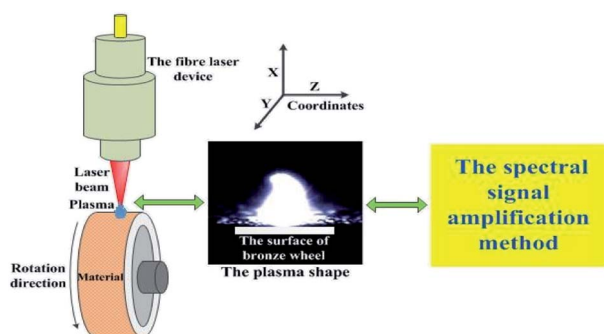 The fibre laser
device
X
Z
Y
Coordinates
Laser
beam
Plasma
Rotation
direction
Material
The surface of
bronze wheel
The plasma shape
The spectral
signal
amplification
method